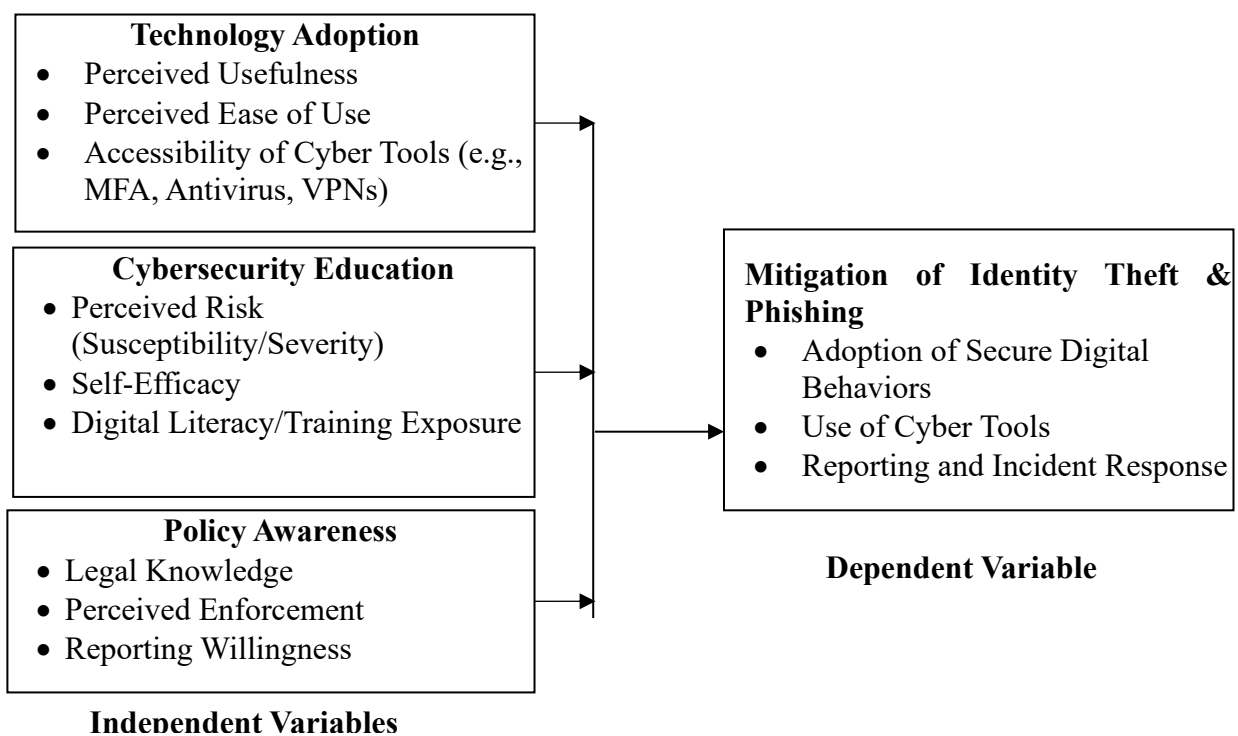 Technology Adoption
• Perceived Usefulness
• Perceived Ease of Use
• Accessibility of Cyber Tools (e.g.,
MFA, Antivirus, VPNs)
Cybersecurity Education
• Perceived Risk
(Susceptibility/Severity)
• Self-Efficacy
• Digital Literacy/Training Exposure
Policy Awareness
• Legal Knowledge
• Perceived Enforcement
• Reporting Willingness
Independent Variables
Mitigation of Identity Theft &
Phishing
• Adoption of Secure Digital
Behaviors
• Use of Cyber Tools
• Reporting and Incident Response
Dependent Variable